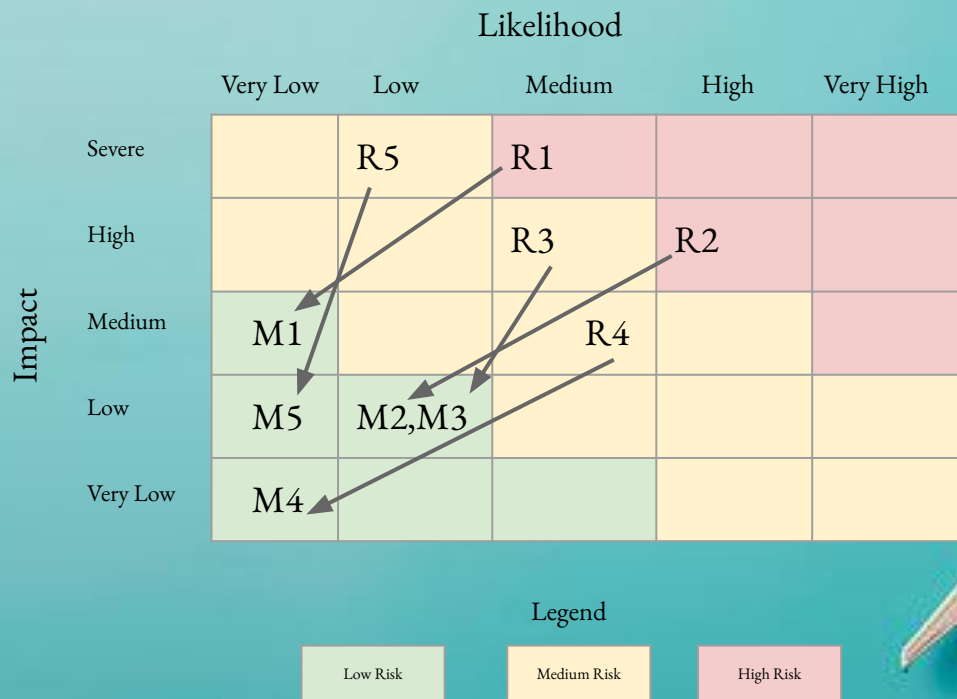 Likelihood
Very Low Low Medium High Very High
Severe R5 R1
High R3 R2
Impact
Medium M1 R4
Low M5 M2,M3
Very Low M4
Legend
Low Risk Medium Risk High Risk